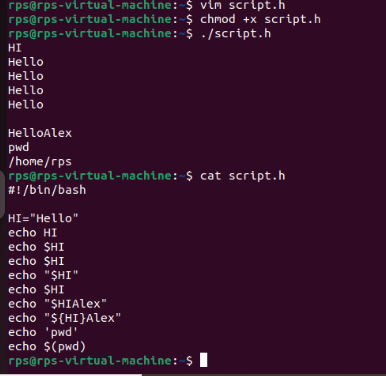 rps@rps-virtual-machine:~$ vim script.h
rps@rps-virtual-machine:~$ chmod +x script.h
rps@rps-virtual-machine:~$ ./script.h
HI
Hello
Hello
Hello
Hello

HelloAlex
pwd
/home/rps
rps@rps-virtual-machine:~$ cat script.h
#!/bin/bash

HI="Hello"
echo HI
echo $HI
echo $HI
echo "$HI"
echo $HI
echo "$HIAlex"
echo "${HI}Alex"
echo 'pwd'
echo $(pwd)
rps@rps-virtual-machine:~$